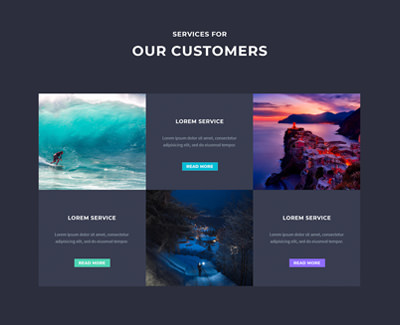 SERVICES FOR
OUR CUSTOMERS
LOREM SERVICE
Lorem ipsum dolor sit amet, consectetur
adipiscing elit, sed do eiusmod tempor.
READ MORE
LOREM SERVICE
Lorem ipsum dolor sit amet, consectetur
adipiscing elit, sed do eiusmod tempor.
READ MORE
LOREM SERVICE
Lorem ipsum dolor sit amet, consectetur
adipiscing elit, sed do eiusmod tempor.
READ MORE